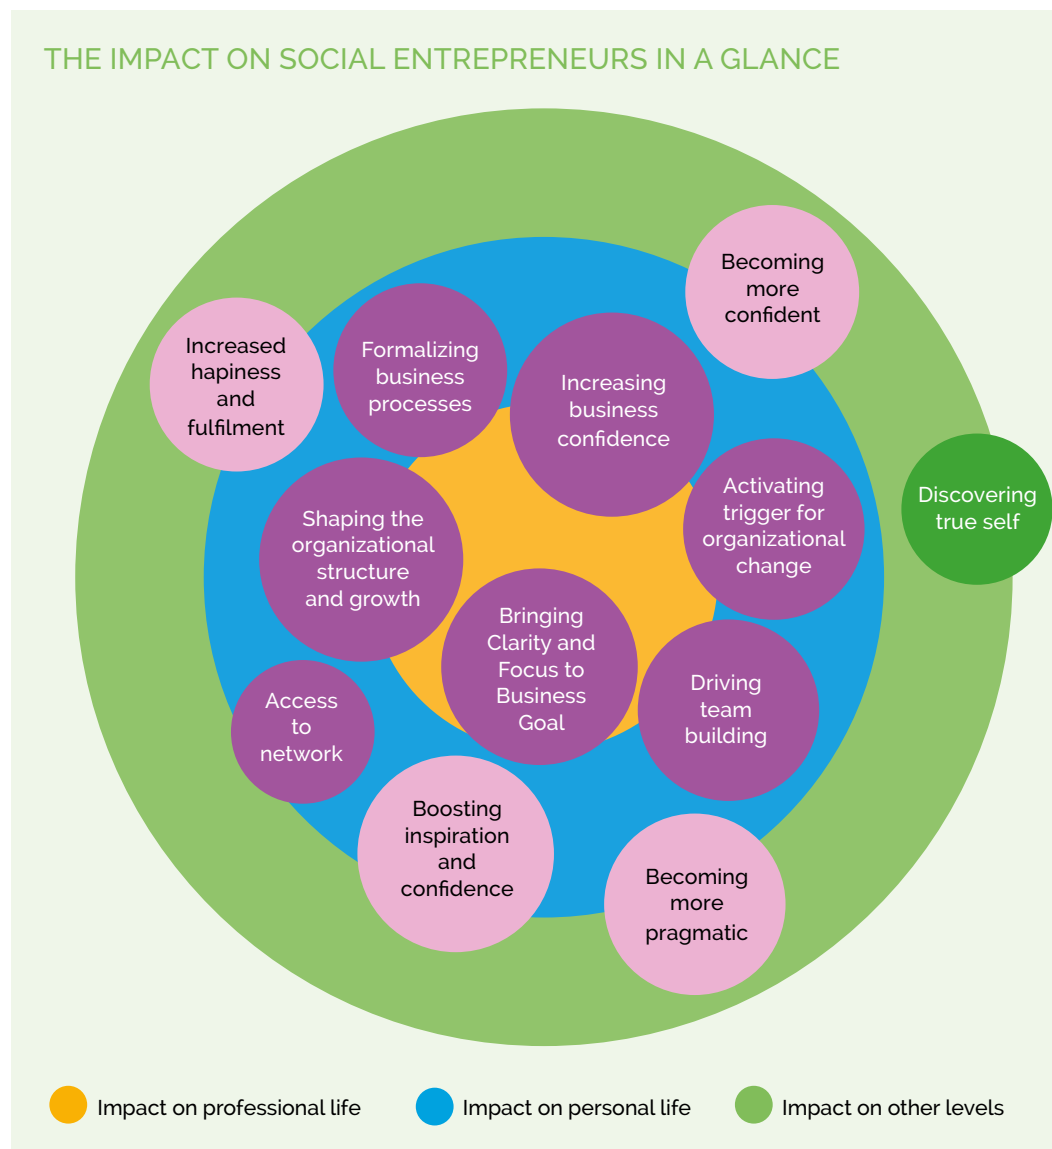 THE IMPACT ON SOCIAL ENTREPRENEURS IN A GLANCE
Becoming
more
confident
Increased
hapiness
and
fulfilment
Formalizing
business
processes
Increasing
business
confidence
Discovering
true self
Activating
trigger for
organizational
change
Shaping the
organizational
structure
and growth
Bringing
Clarity and
Focus to
Business
Goal
Driving
team
building
Access
to
network
Boosting
inspiration
and
confidence
Becoming
more
pragmatic
Impact on professional life
Impact on personal life
Impact on other levels